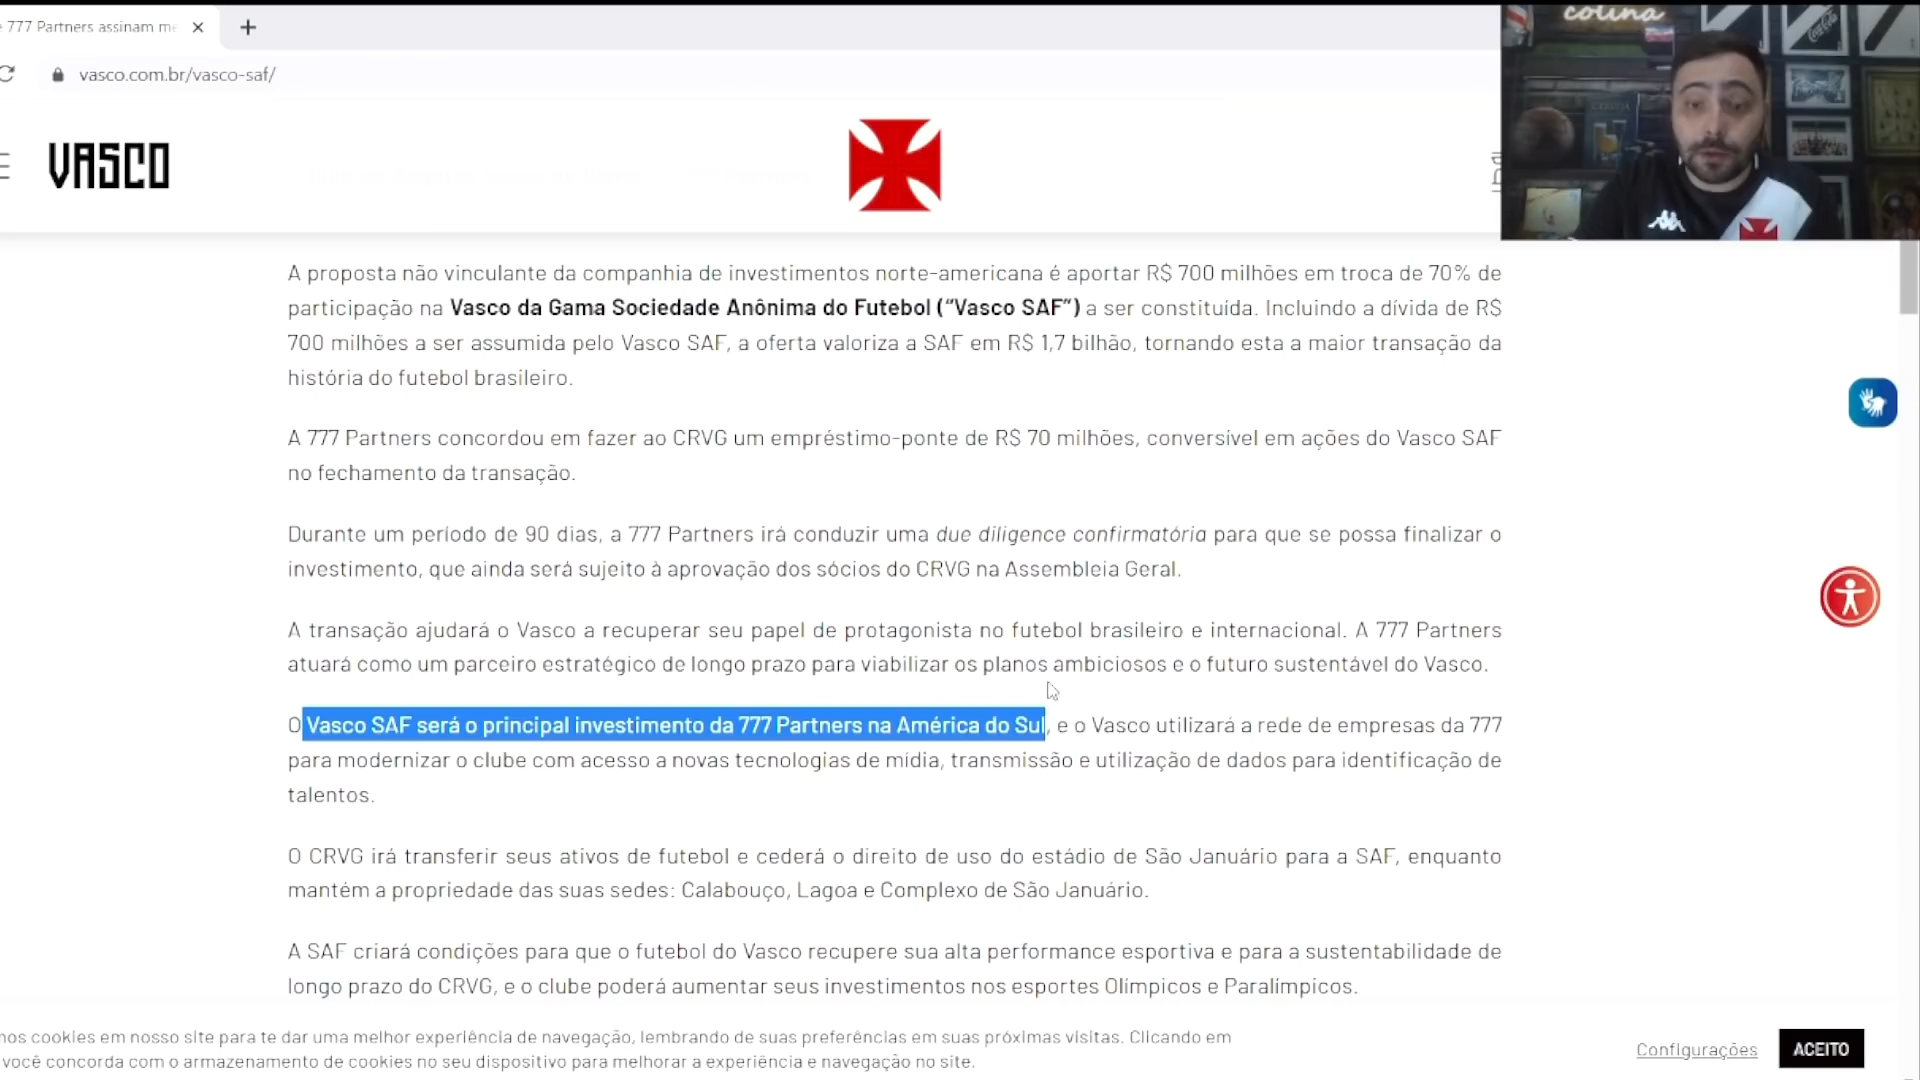 777 Partners assinam me
vasco.com.br/vasco-saf/
colina
VASCO
A proposta não vinculante da companhia de investimentos norte-americana é aportar R$ 700 milhões em troca de 70% de
participação na Vasco da Gama Sociedade Anônima do Futebol (“Vasco SAF”) a ser constituída. Incluindo a dívida de R$
700 milhões a ser assumida pelo Vasco SAF, a oferta valoriza a SAF em R$ 1,7 bilhão, tornando esta a maior transação da
história do futebol brasileiro.
A 777 Partners concordou em fazer ao CRVG um empréstimo-ponte de R$ 70 milhões, conversível em ações do Vasco SAF
no fechamento da transação.
Durante um período de 90 dias, a 777 Partners irá conduzir uma due diligence confirmatória para que se possa finalizar o
investimento, que ainda será sujeito à aprovação dos sócios do CRVG na Assembleia Geral.
A transação ajudará o Vasco a recuperar seu papel de protagonista no futebol brasileiro e internacional. A 777 Partners
atuará como um parceiro estratégico de longo prazo para viabilizar os planos ambiciosos e o futuro sustentável do Vasco.
O Vasco SAF será o principal investimento da 777 Partners na América do Sul, e o Vasco utilizará a rede de empresas da 777
para modernizar o clube com acesso a novas tecnologias de mídia, transmissão e utilização de dados para identificação de
talentos.
O CRVG irá transferir seus ativos de futebol e cederá o direito de uso do estádio de São Januário para a SAF, enquanto
mantém a propriedade das suas sedes: Calabouço, Lagoa e Complexo de São Januário.
A SAF criará condições para que o futebol do Vasco recupere sua alta performance esportiva e para a sustentabilidade de
longo prazo do CRVG, e o clube poderá aumentar seus investimentos nos esportes Olímpicos e Paralímpicos.
nos cookies em nosso site para te dar uma melhor experiência de navegação, lembrando de suas preferências em suas próximas visitas. Clicando em
você concorda com o armazenamento de cookies no seu dispositivo para melhorar a experiência e navegação no site.
Configurações
ACEITO